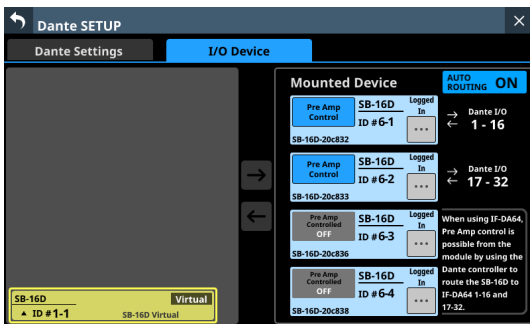 Dante SETUP
Dante Settings
I/O Device
Mounted Device
AUTO
ROUTING ON
Pre Amp
Control
SB-16D
ID #6-1
Logged
In
...
SB-16D-20c832
Dante I/O
1 - 16
Pre Amp
Control
SB-16D
ID #6-2
Logged
In
...
SB-16D-20c833
Dante I/O
17 - 32
Pre Amp
Controlled
OFF
SB-16D
ID #6-3
Logged
In
...
SB-16D-20c836
Pre Amp
Controlled
OFF
SB-16D
ID #6-4
Logged
In
...
SB-16D-20c838
When using IF-DA64,
Pre Amp control is
possible from the
module by using the
Dante controller to
route the SB-16D to
IF-DA64 1-16 and
17-32.
SB-16D
Virtual
ID #1-1
SB-16D Virtual